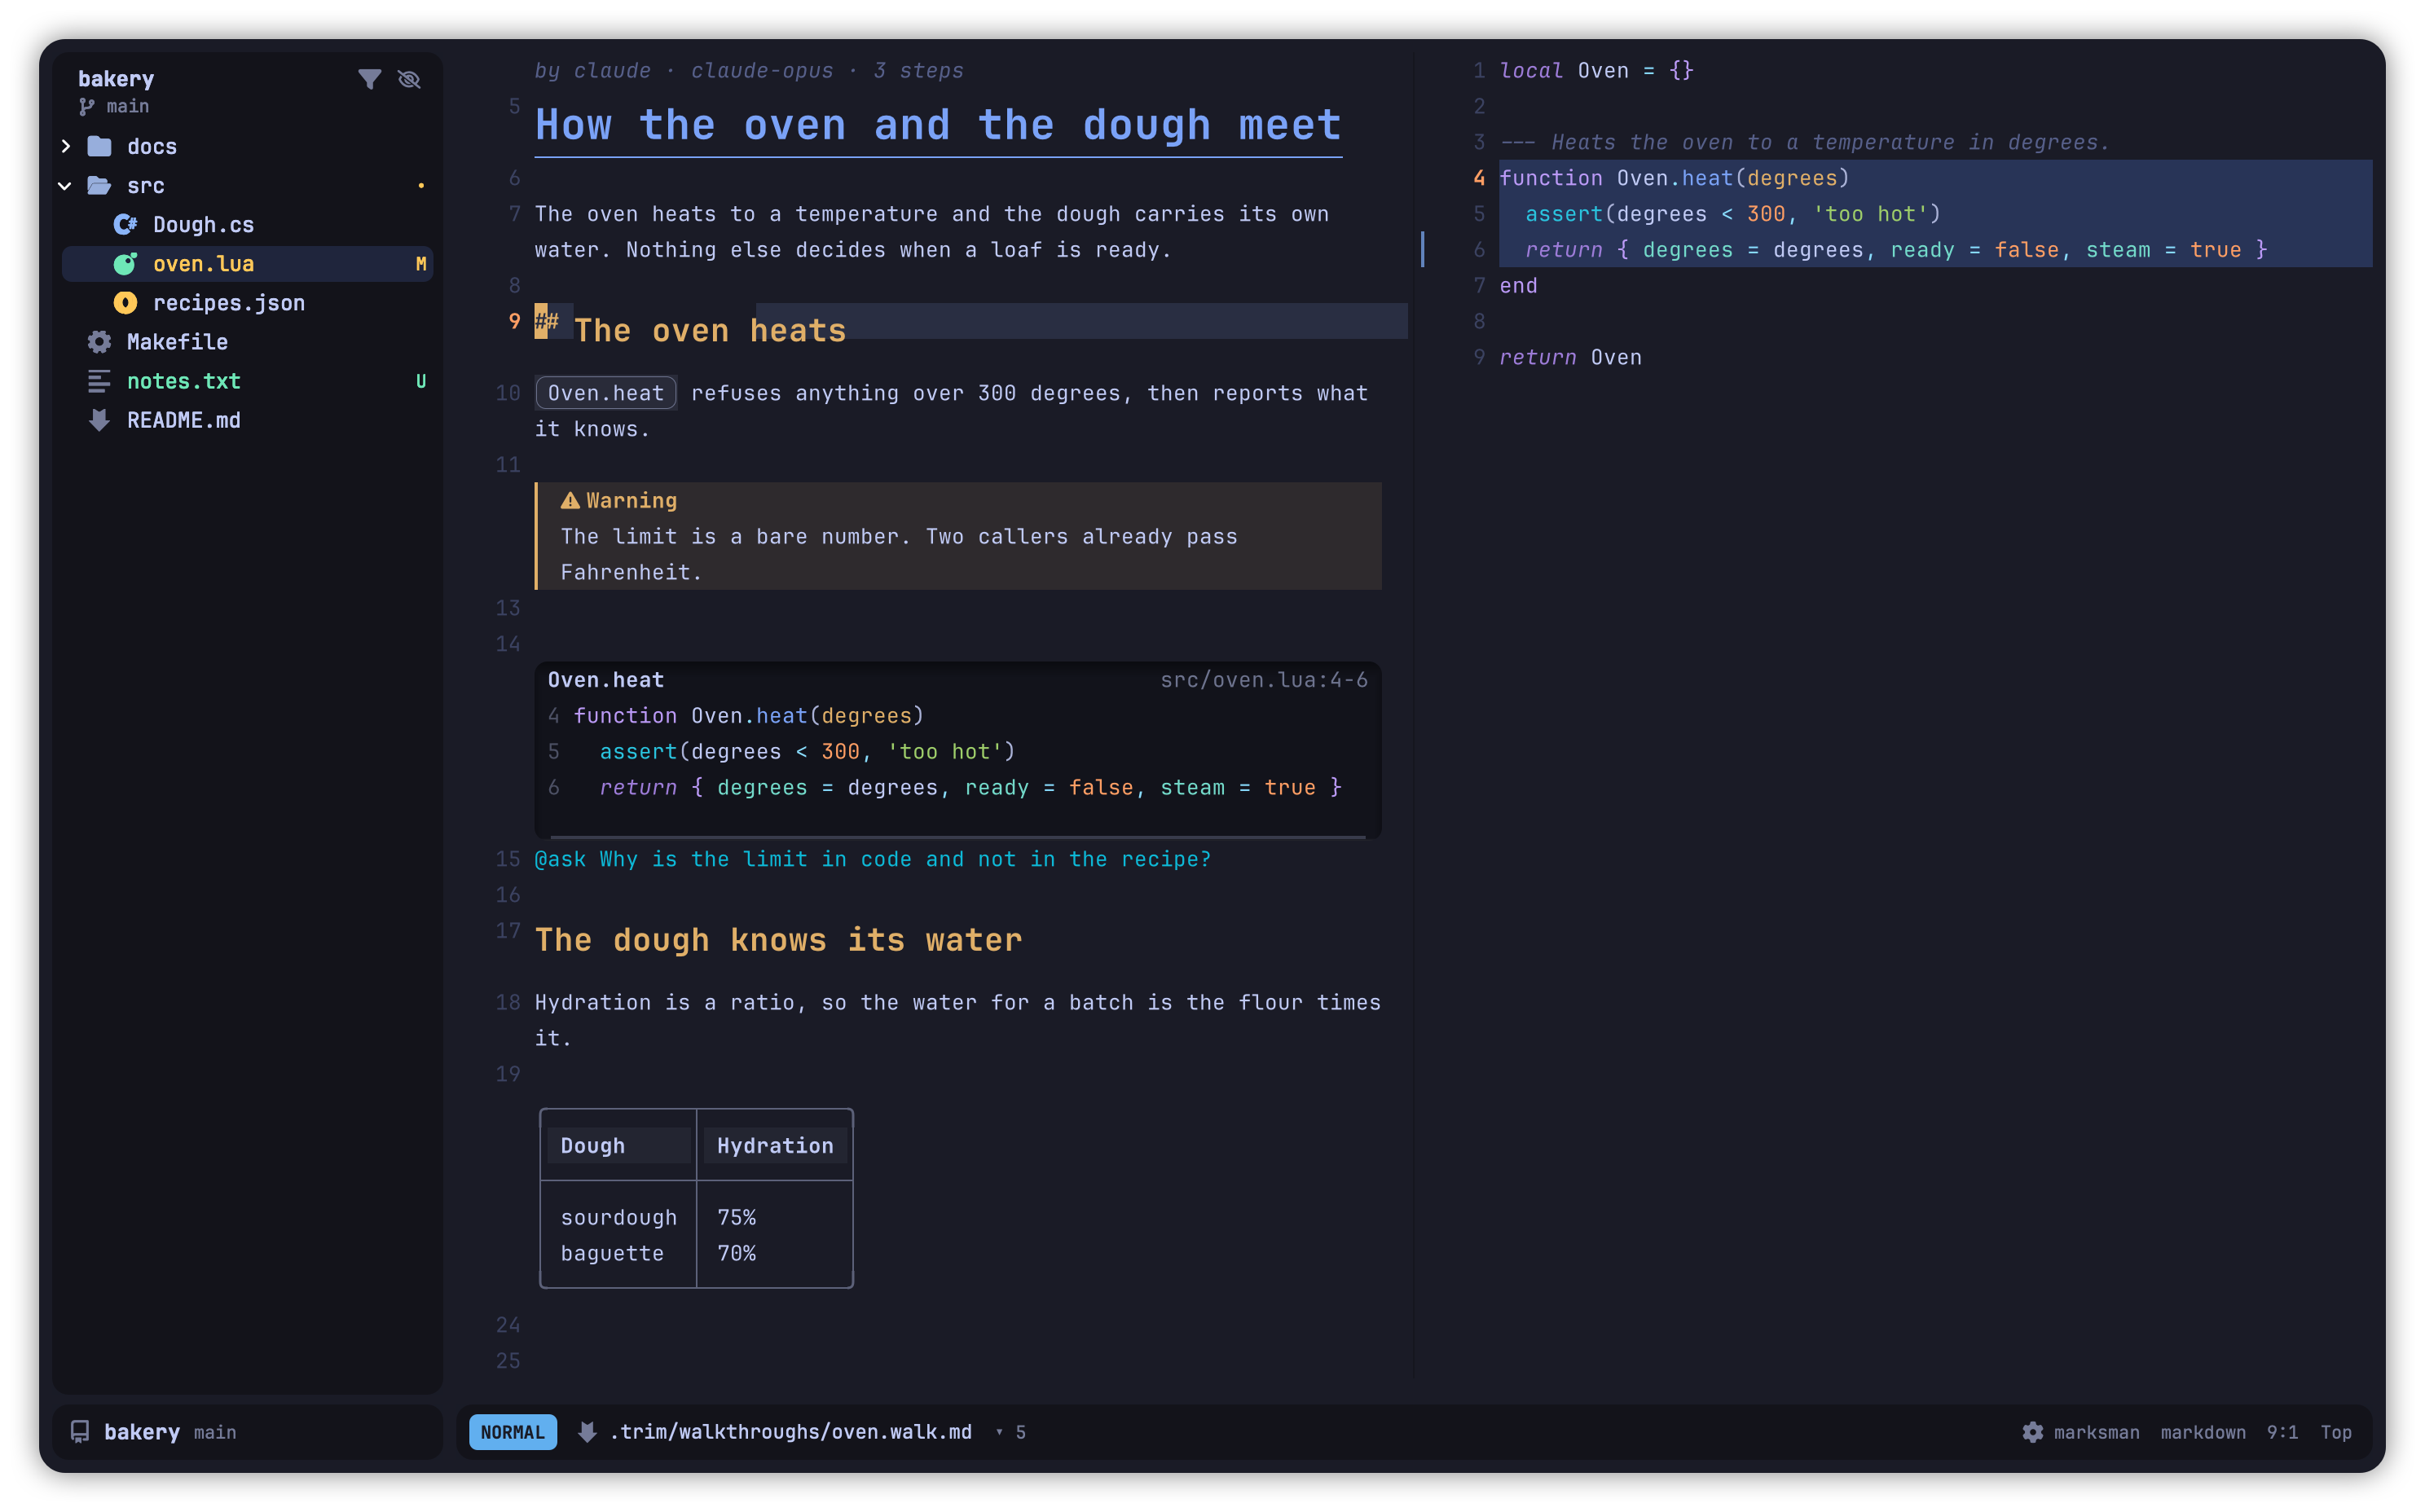 bakery
main
docs
src
Dough.cs
oven.lua M
recipes.json
Makefile
notes.txt U
README.md
by claude · claude-opus · 3 steps
5 How the oven and the dough meet
6
7 The oven heats to a temperature and the dough carries its own
water. Nothing else decides when a loaf is ready.
8
9 ## The oven heats
10 Oven.heat refuses anything over 300 degrees, then reports what
it knows.
11
Warning
The limit is a bare number. Two callers already pass
Fahrenheit.
13
14
Oven.heat src/oven.lua:4-6
4 function Oven.heat(degrees)
5   assert(degrees < 300, 'too hot')
6   return { degrees = degrees, ready = false, steam = true }
15 @ask Why is the limit in code and not in the recipe?
16
17 The dough knows its water
18 Hydration is a ratio, so the water for a batch is the flour times
it.
19
Dough Hydration
sourdough 75%
baguette 70%
24
25
1 local Oven = {}
2
3 --- Heats the oven to a temperature in degrees.
4 function Oven.heat(degrees)
5   assert(degrees < 300, 'too hot')
6   return { degrees = degrees, ready = false, steam = true }
7 end
8
9 return Oven
bakery main
NORMAL .trim/walkthroughs/oven.walk.md ▾ 5 marksman markdown 9:1 Top